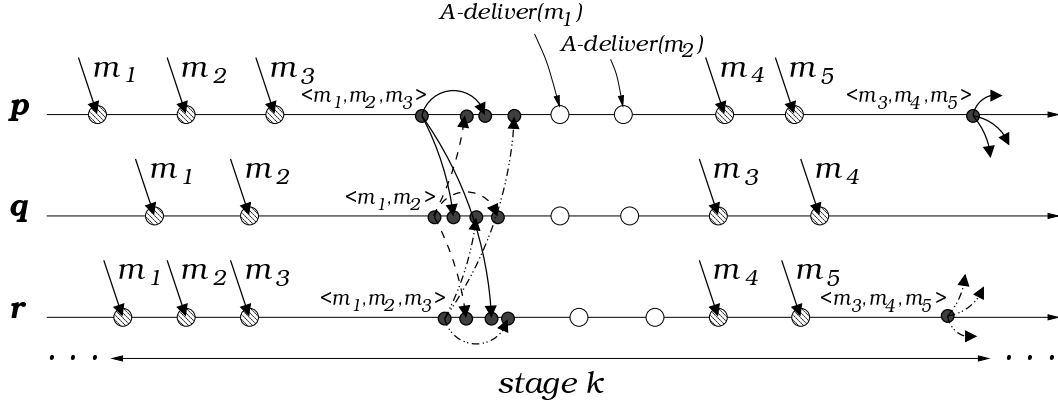 A-deliver(m1)
A-deliver(m2)
m1 m2 m3 m4 m5
p <m1,m2,m3> <m3,m4,m5>
m1 m2 m3 m4
q <m1,m2>
m1 m2 m3 m4 m5
r <m1,m2,m3> <m3,m4,m5>
. . . . . .
stage k